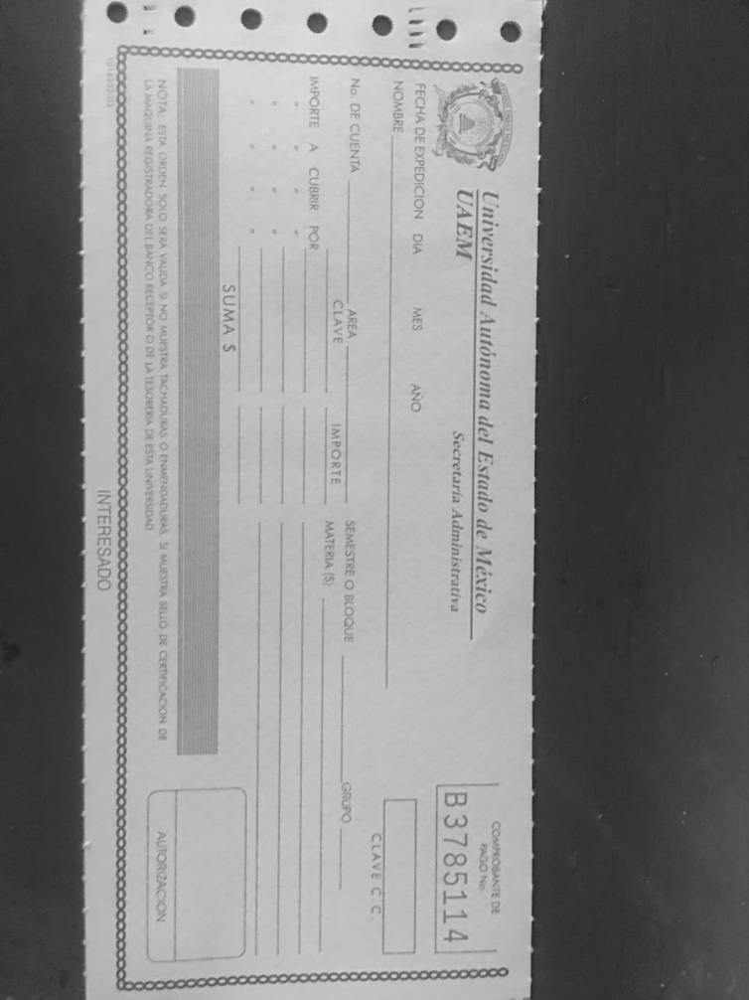 Universidad Autónoma del Estado de México
UAEM
Secretaría Administrativa
COMPROBANTE DE
PAGO No.
B3785114
FECHA DE EXPEDICION DIA MES AÑO
NOMBRE
CLAVE C.C.
No. DE CUENTA AREA SEMESTRE O BLOQUE GRUPO
CLAVE IMPORTE MATERIA (S)
IMPORTE A CUBRIR POR
" " " "
" " " "
" " " "
SUMA $
NOTA: ESTA ORDEN SOLO SERA VALIDA SI NO MUESTRA TACHADURAS O ENMENDADURAS, SI MUESTRA SELLO DE CERTIFICACION DE
LA MAQUINA REGISTRADORA DEL BANCO RECEPTOR O DE LA TESORERIA DE ESTA UNIVERSIDAD
AUTORIZACION
INTERESADO